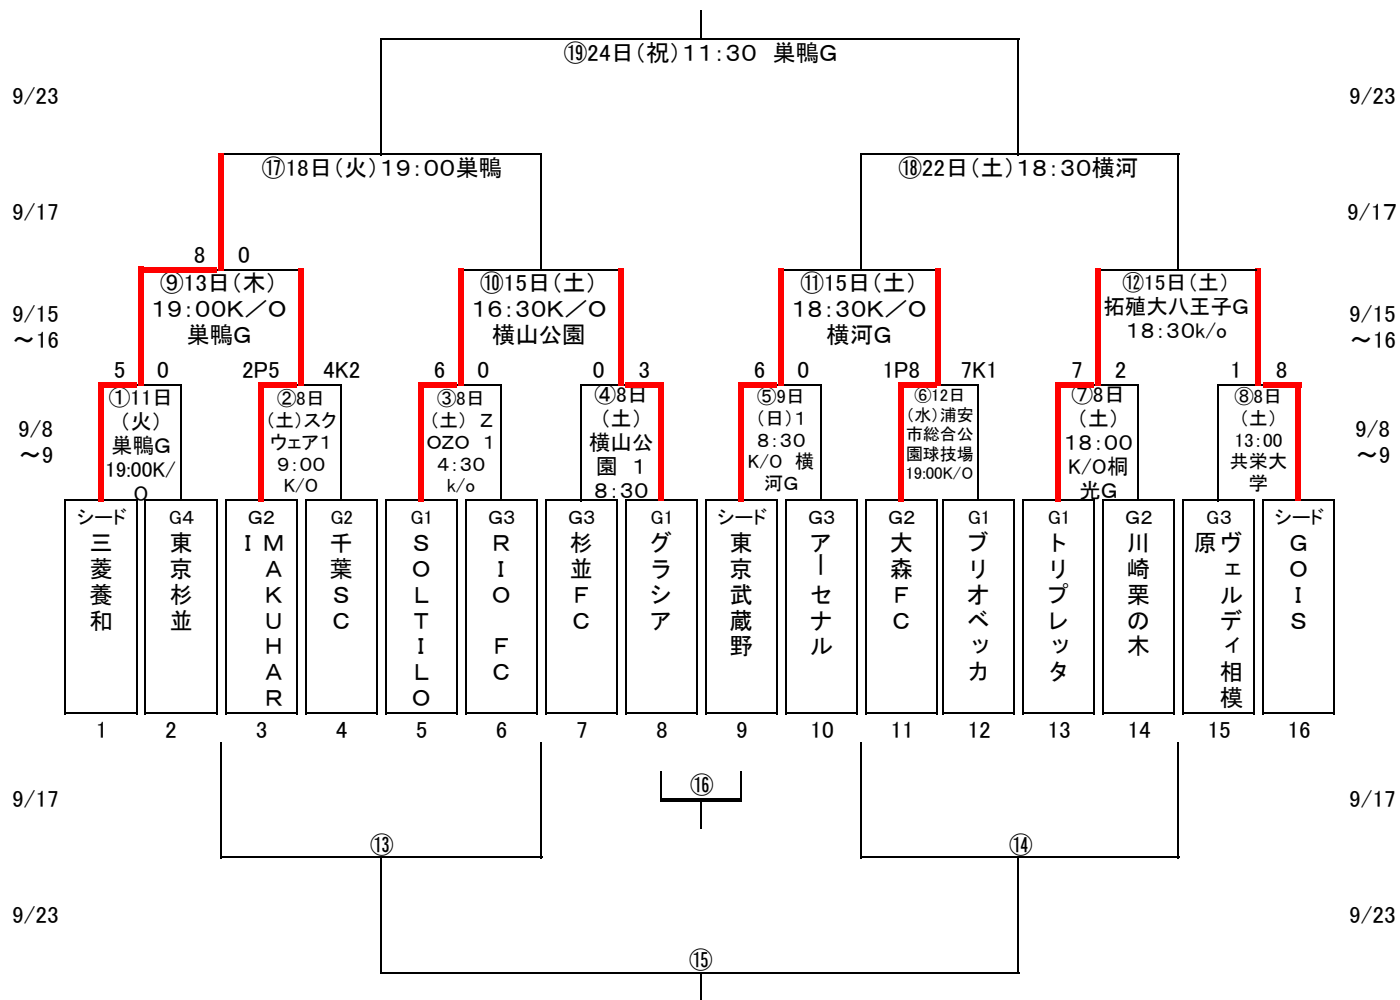 ⑲24日（祝）11：30　巣鴨G
9/23
9/23
⑰18日（火）19：00巣鴨
⑱22日（土）18：30横河
9/17
9/17
8 0
⑨13日（木）
19：00K／O
巣鴨G
⑩15日（土）
16：30K／O
横山公園
⑪15日（土）
18：30K／O
横河G
⑫15日（土）
拓殖大八王子G
18：30k/o
9/15
～16
9/15
～16
5 0
2P5 4K2
6 0
0 3
6 0
1P8 7K1
7 2
1 8
9/8
～9
①11日
（火）
巣鴨G
19:00K/
O
②8日
（土）スク
ウェア1
9：00
K/O
③8日
（土） Z
OZO 1
4：30
k/o
④8日
（土）
横山公
園 1
8：30
⑤9日
（日）1
8：30
K/O 横
河G
⑥12日
（水）浦安
市総合公
園球技場
19:00K/O
⑦8日
（土）
18：00
K/O桐
光G
⑧8日
（土）
13:00
共栄大
学
9/8
～9
シード
三菱養和
G4
東京杉並
G2
MAKUHAR
I
G2
千葉SC
G1
SOLTILO
G3
RIO　FC
G3
杉並FC
G1
グラシア
シード
東京武蔵野
G3
アーセナル
G2
大森FC
G1
ブリオベッカ
G1
トリプレッタ
G2
川崎栗の木
G3
ヴェルディ相模
原
シード
GOIS
1 2 3 4 5 6 7 8 9 10 11 12 13 14 15 16
9/17
⑯
9/17
⑬
⑭
9/23
9/23
⑮